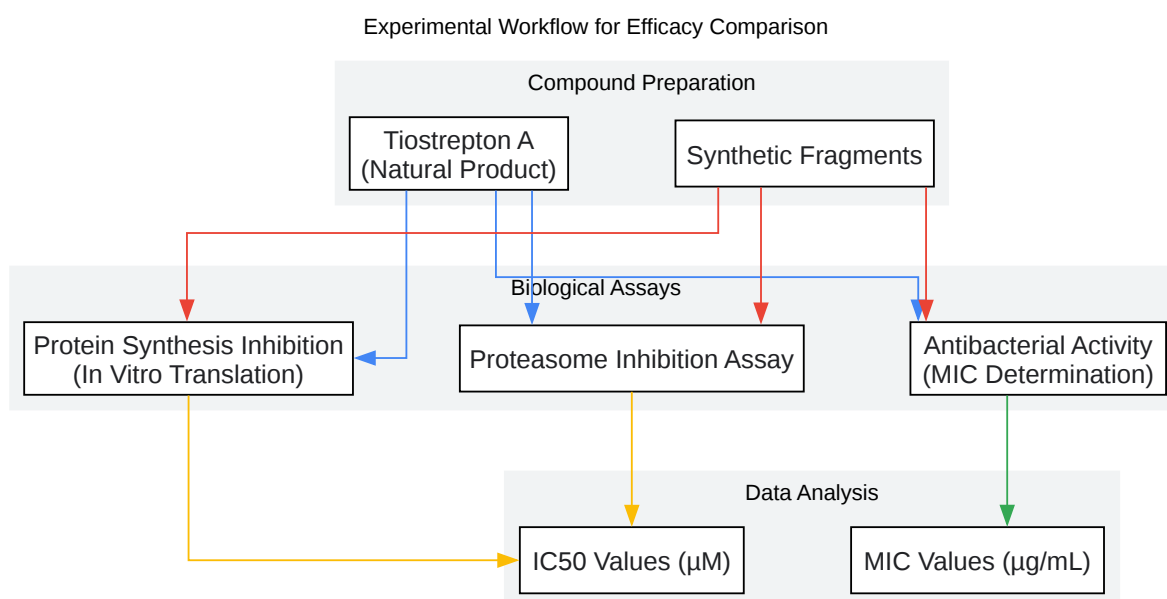 Experimental Workflow for Efficacy Comparison
Compound Preparation
Tiostrepton A
(Natural Product)
Synthetic Fragments
Biological Assays
Protein Synthesis Inhibition
(In Vitro Translation)
Proteasome Inhibition Assay
Antibacterial Activity
(MIC Determination)
Data Analysis
IC50 Values (µM)
MIC Values (µg/mL)